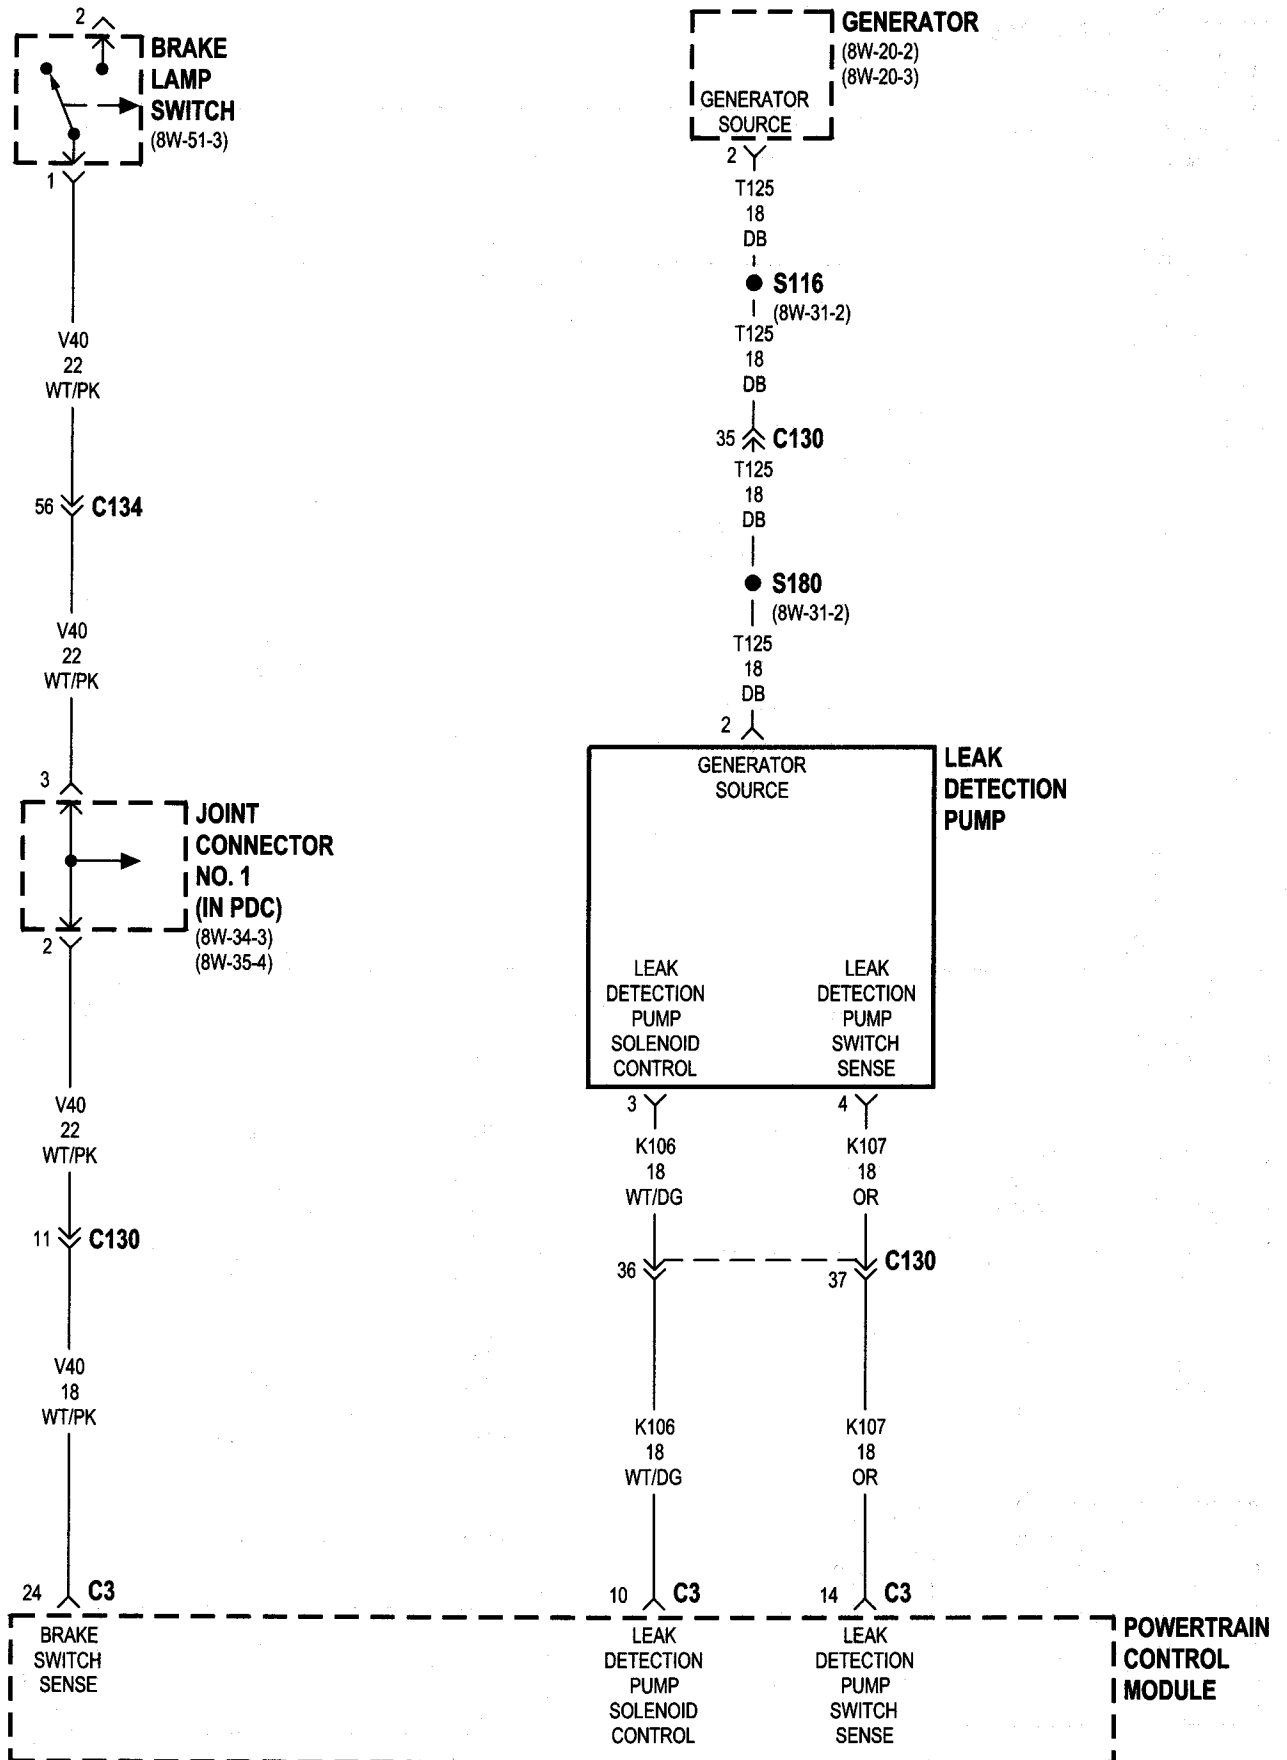 2
BRAKE
LAMP
SWITCH
(8W-51-3)
1
V40
22
WT/PK
56
C134
V40
22
WT/PK
3
JOINT
CONNECTOR
NO. 1
(IN PDC)
(8W-34-3)
(8W-35-4)
2
V40
22
WT/PK
11
C130
V40
18
WT/PK
24
C3
GENERATOR
(8W-20-2)
(8W-20-3)
GENERATOR
SOURCE
2
T125
18
DB
S116
(8W-31-2)
T125
18
DB
35
C130
T125
18
DB
S180
(8W-31-2)
T125
18
DB
2
GENERATOR
SOURCE
LEAK
DETECTION
PUMP
LEAK
DETECTION
PUMP
SOLENOID
CONTROL
LEAK
DETECTION
PUMP
SWITCH
SENSE
3
K106
18
WT/DG
36
K106
18
WT/DG
10
C3
4
K107
18
OR
37
C130
K107
18
OR
14
C3
BRAKE
SWITCH
SENSE
LEAK
DETECTION
PUMP
SOLENOID
CONTROL
LEAK
DETECTION
PUMP
SWITCH
SENSE
POWERTRAIN
CONTROL
MODULE